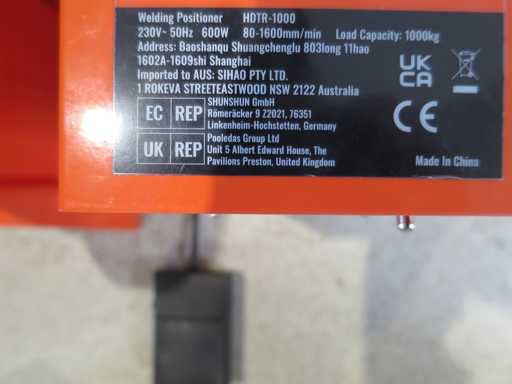 Welding Positioner HDTR-1000
230V~ 50Hz 600W 80-1600mm/min Load Capacity: 1000kg
Address: Baoshanqu Shuangchenglu 803long 11hao
1602A-1609shi Shanghai
Imported to AUS: SIHAO PTY LTD.
1 ROKEVA STREETEASTWOOD NSW 2122 Australia
UK
CA
EC REP
SHUNSHUN GmbH
Römeräcker 9 Z2021, 76351
Linkenheim-Hochstetten, Germany
CE
UK REP
Pooledas Group Ltd
Unit 5 Albert Edward House, The
Pavilions Preston, United Kingdom
Made In China